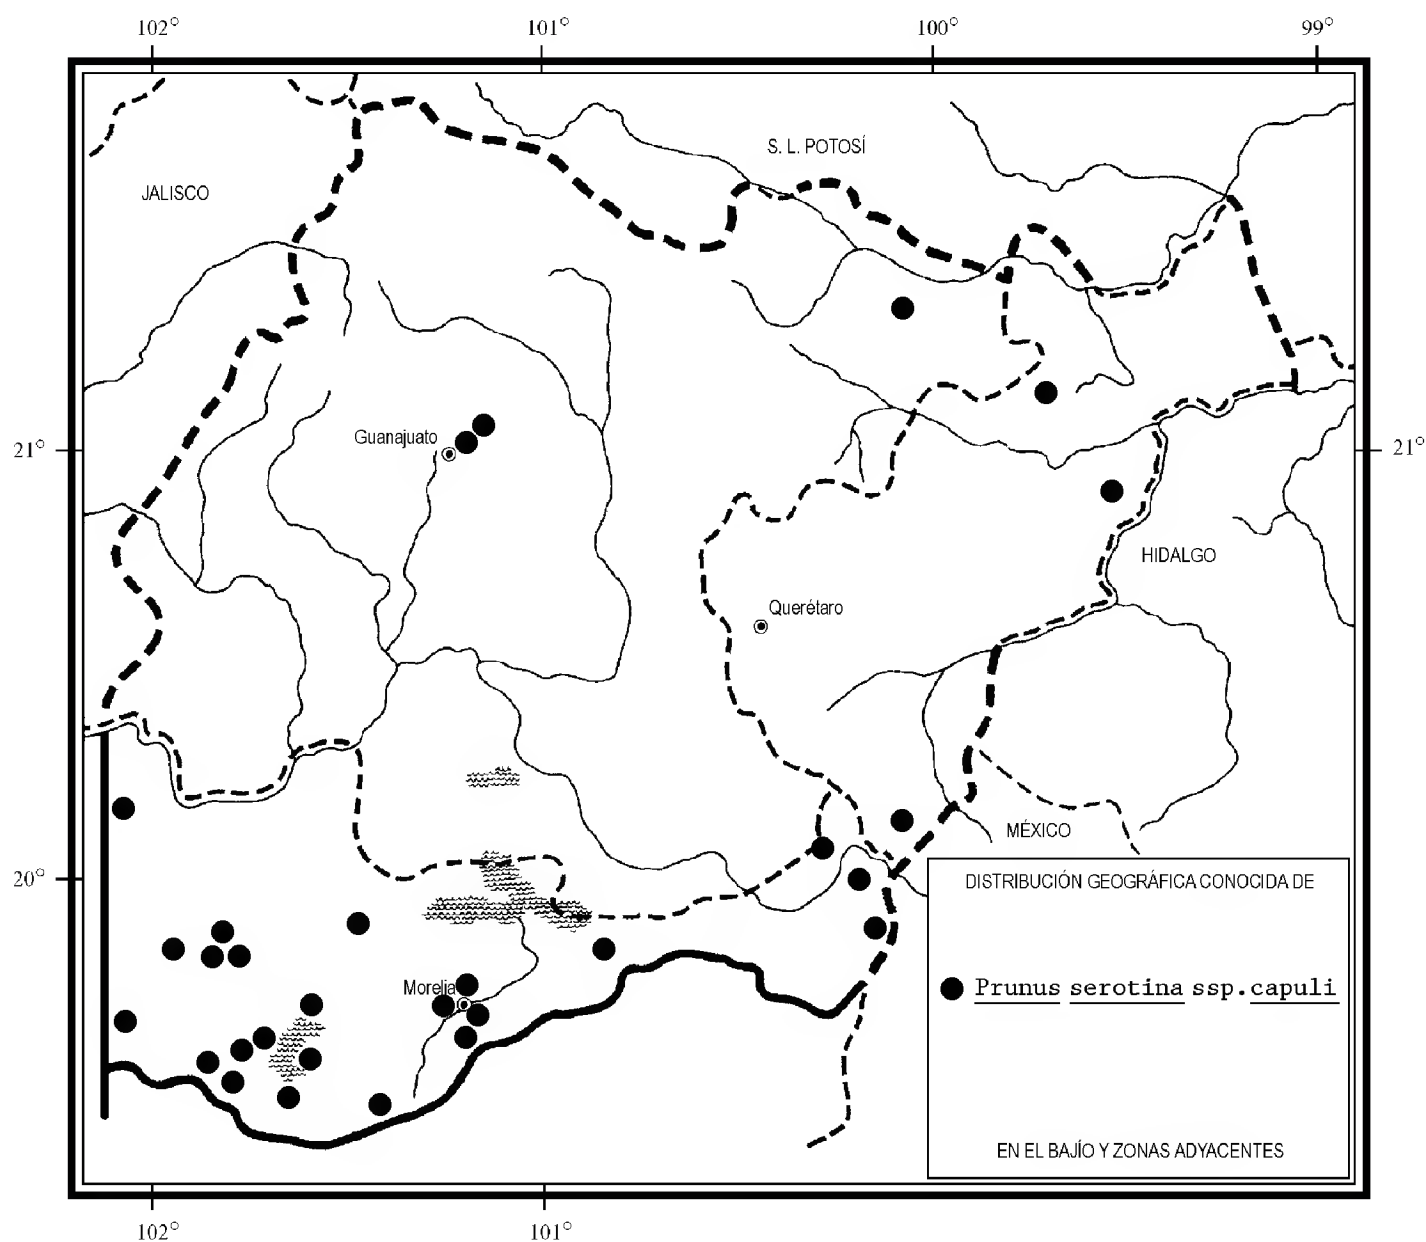 102° 101° 100° 99°
S. L. POTOSÍ
JALISCO
Guanajuato
21° 21°
HIDALGO
Querétaro
MÉXICO
20°
DISTRIBUCIÓN GEOGRÁFICA CONOCIDA DE
Morelia
Prunus serotina ssp. capuli
EN EL BAJÍO Y ZONAS ADYACENTES
102° 101°